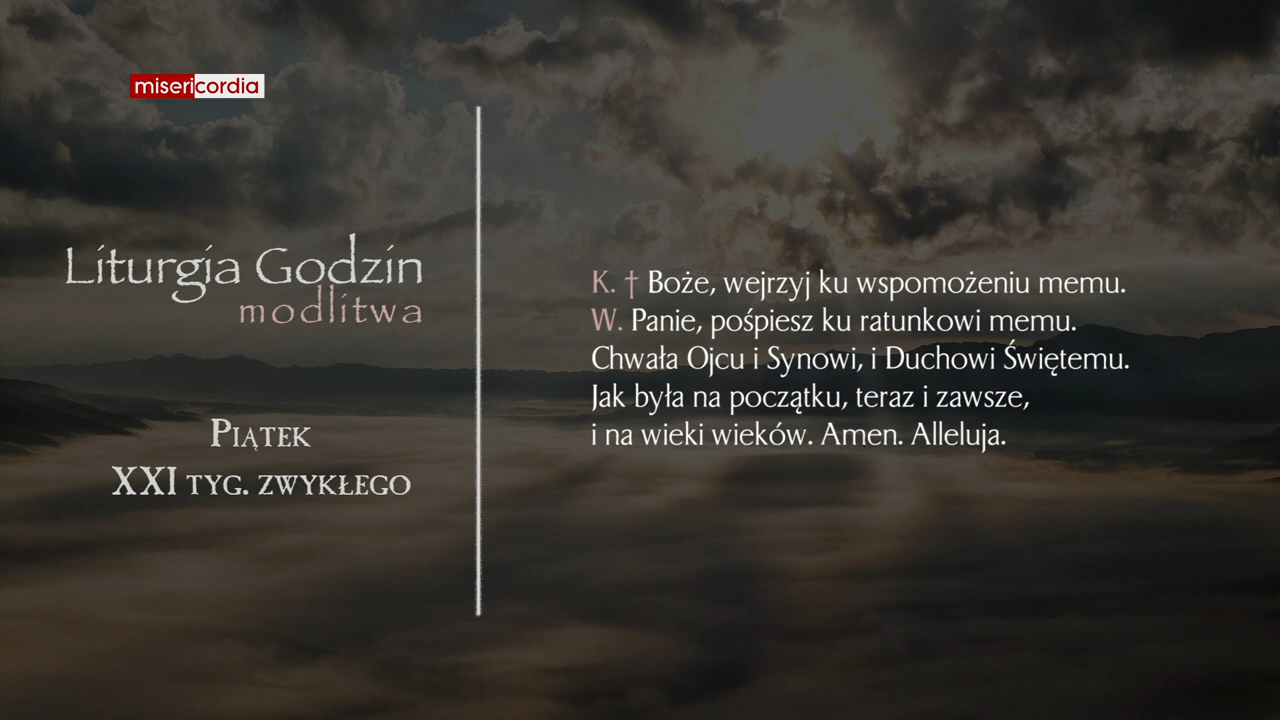 misericordia
Liturgia Godzin
modlitwa
Piątek
XXI tyg. zwykłego
K. † Boże, wejrzyj ku wspomożeniu memu.
W. Panie, pośpiesz ku ratunkowi memu.
Chwała Ojcu i Synowi, i Duchowi Świętemu.
Jak była na początku, teraz i zawsze,
i na wieki wieków. Amen. Alleluja.